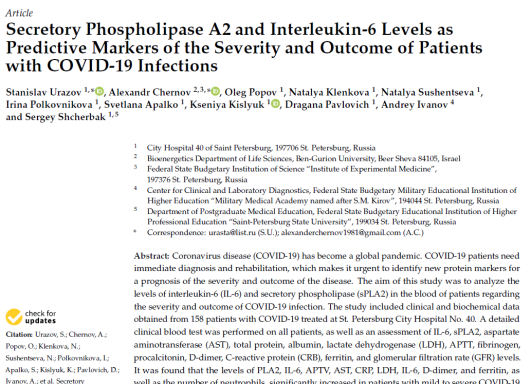 Article
Secretory Phospholipase A2 and Interleukin-6 Levels as
Predictive Markers of the Severity and Outcome of Patients
with COVID-19 Infections
Stanislav Urazov 1,*, Alexandr Chernov 2,3,*, Oleg Popov 1, Natalya Klenkova 1, Natalya Sushentseva 1,
Irina Polkovnikova 1, Svetlana Apalko 1, Kseniya Kislyuk 1, Dragana Pavlovich 1, Andrey Ivanov 4
and Sergey Shcherbak 1,5
1 City Hospital 40 of Saint Petersburg, 197706 St. Petersburg, Russia
2 Bioenergetics Department of Life Sciences, Ben-Gurion University, Beer Sheva 84105, Israel
3 Federal State Budgetary Institution of Science “Institute of Experimental Medicine”,
197376 St. Petersburg, Russia
4 Center for Clinical and Laboratory Diagnostics, Federal State Budgetary Military Educational Institution of
Higher Education “Military Medical Academy named after S.M. Kirov”, 194044 St. Petersburg, Russia
5 Department of Postgraduate Medical Education, Federal State Budgetary Educational Institution of Higher
Professional Education “Saint-Petersburg State University”, 199034 St. Petersburg, Russia
* Correspondence: urasta@list.ru (S.U.); alexanderchernov1981@gmail.com (A.C.)
Abstract: Coronavirus disease (COVID-19) has become a global pandemic. COVID-19 patients need
immediate diagnosis and rehabilitation, which makes it urgent to identify new protein markers for
a prognosis of the severity and outcome of the disease. The aim of this study was to analyze the
levels of interleukin-6 (IL-6) and secretory phospholipase (sPLA2) in the blood of patients regarding
the severity and outcome of COVID-19 infection. The study included clinical and biochemical data
obtained from 158 patients with COVID-19 treated at St. Petersburg City Hospital No. 40. A detailed
clinical blood test was performed on all patients, as well as an assessment of IL-6, sPLA2, aspartate
aminotransferase (AST), total protein, albumin, lactate dehydrogenase (LDH), APTT, fibrinogen,
procalcitonin, D-dimer, C-reactive protein (CRB), ferritin, and glomerular filtration rate (GFR) levels.
It was found that the levels of PLA2, IL-6, APTV, AST, CRP, LDH, IL-6, D-dimer, and ferritin, as
well as the number of neutrophils, significantly increased in patients with mild to severe COVID-19
check for
updates
Citation: Urazov, S.; Chernov, A.;
Popov, O.; Klenkova, N.;
Sushentseva, N.; Polkovnikova, I.;
Apalko, S.; Kislyuk, K.; Pavlovich, D.;
Ivanov, A.; et al. Secretory